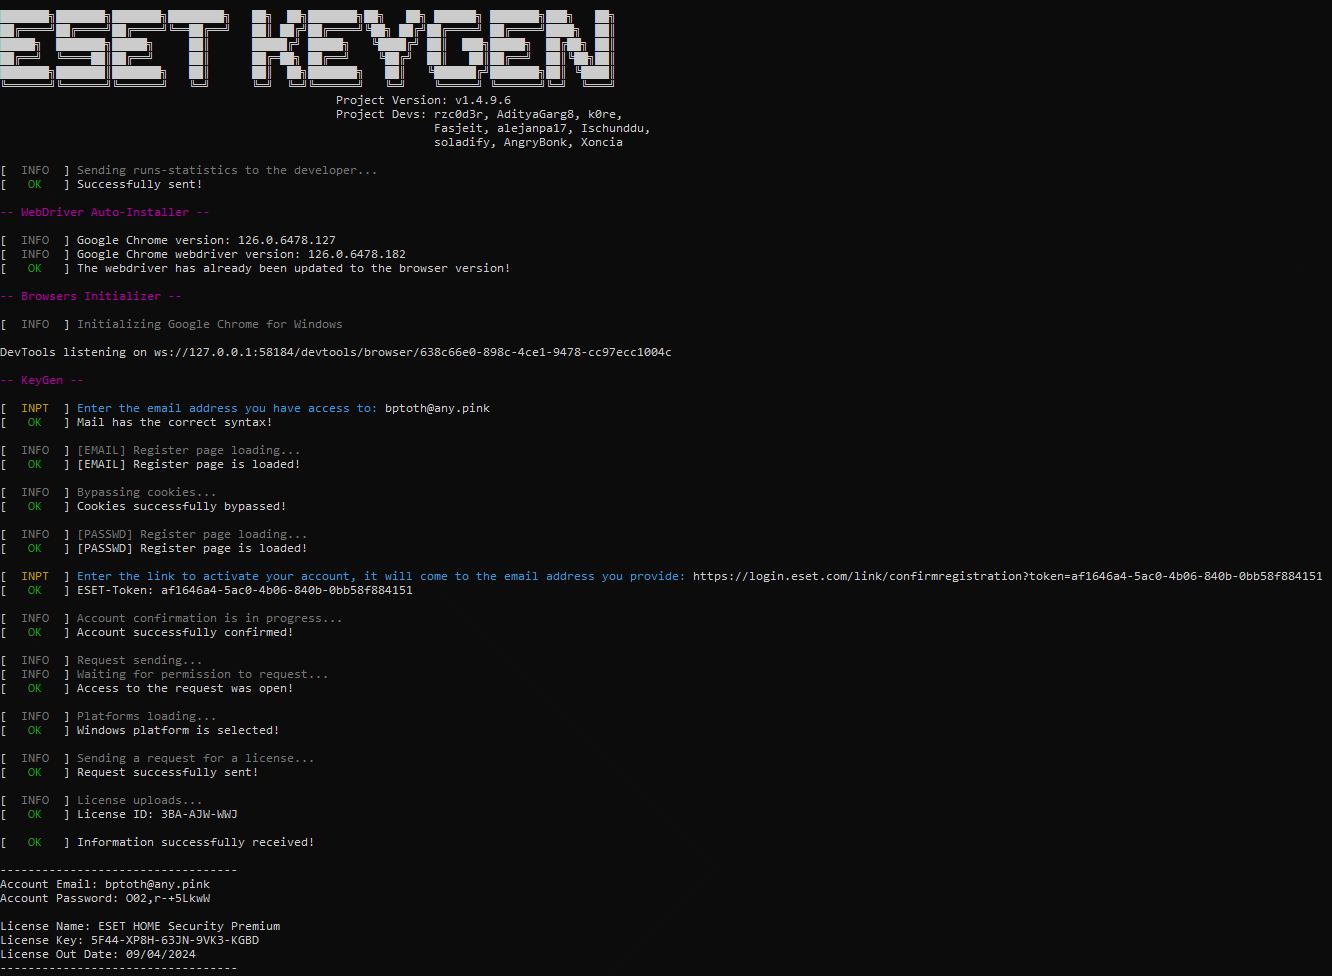 ESET KEYGEN
Project Version: v1.4.9.6
Project Devs: rzc0d3r, AdityaGarg8, k0re,
Fasjeit, alejanpa17, Ischunddu,
soladify, AngryBonk, Xoncia
[ INFO ] Sending runs-statistics to the developer...
[ OK ] Successfully sent!
-- WebDriver Auto-Installer --
[ INFO ] Google Chrome version: 126.0.6478.127
[ INFO ] Google Chrome webdriver version: 126.0.6478.182
[ OK ] The webdriver has already been updated to the browser version!
-- Browsers Initializer --
[ INFO ] Initializing Google Chrome for Windows
DevTools listening on ws://127.0.0.1:58184/devtools/browser/638c66e0-898c-4ce1-9478-cc97ecc1004c
-- KeyGen --
[ INPT ] Enter the email address you have access to: bptoth@any.pink
[ OK ] Mail has the correct syntax!
[ INFO ] [EMAIL] Register page loading...
[ OK ] [EMAIL] Register page is loaded!
[ INFO ] Bypassing cookies...
[ OK ] Cookies successfully bypassed!
[ INFO ] [PASSWD] Register page loading...
[ OK ] [PASSWD] Register page is loaded!
[ INPT ] Enter the link to activate your account, it will come to the email address you provide: https://login.eset.com/link/confirmregistration?token=af1646a4-5ac0-4b06-840b-0bb58f884151
[ OK ] ESET-Token: af1646a4-5ac0-4b06-840b-0bb58f884151
[ INFO ] Account confirmation is in progress...
[ OK ] Account successfully confirmed!
[ INFO ] Request sending...
[ INFO ] Waiting for permission to request...
[ OK ] Access to the request was open!
[ INFO ] Platforms loading...
[ OK ] Windows platform is selected!
[ INFO ] Sending a request for a license...
[ OK ] Request successfully sent!
[ INFO ] License uploads...
[ OK ] License ID: 3BA-AJW-WWJ
[ OK ] Information successfully received!
----------------------------------
Account Email: bptoth@any.pink
Account Password: O02,r-+5LkwW
License Name: ESET HOME Security Premium
License Key: 5F44-XP8H-63JN-9VK3-KGBD
License Out Date: 09/04/2024
----------------------------------